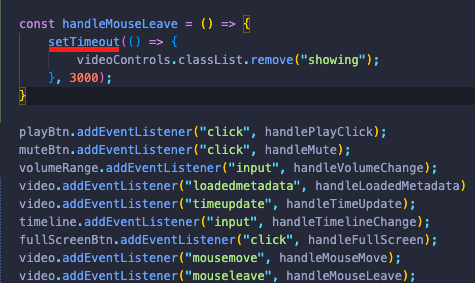 const handleMouseLeave = () => {
setTimeout(() => {
videoControls.classList.remove("showing");
}, 3000);
}
playBtn.addEventListener("click", handlePlayClick);
muteBtn.addEventListener("click", handleMute);
volumeRange.addEventListener("input", handleVolumeChange);
video.addEventListener("loadedmetadata", handleLoadedMetadata)
video.addEventListener("timeupdate", handleTimeUpdate);
timeline.addEventListener("input", handleTimelineChange);
fullScreenBtn.addEventListener("click", handleFullScreen);
video.addEventListener("mousemove", handleMouseMove);
video.addEventListener("mouseleave", handleMouseLeave);